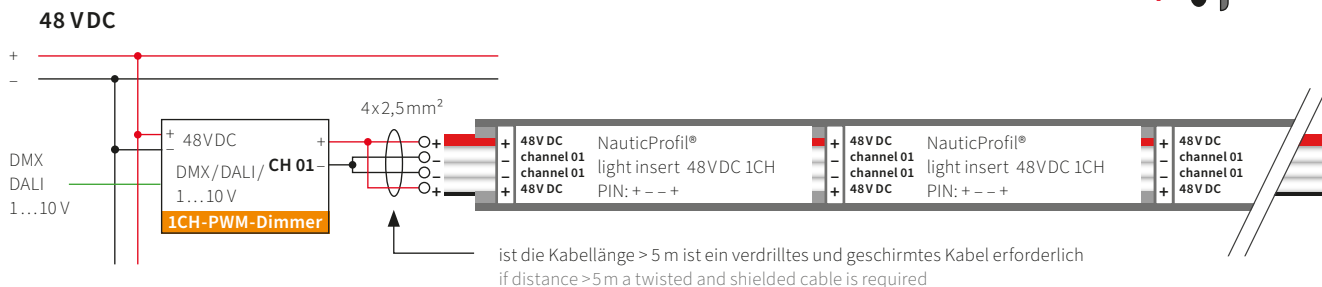 48 V DC
+
–
4x2,5mm²
DMX
DALI
1…10 V
+
–
48VDC
DMX/DALI/
1…10 V
CH 01
+
–
1CH-PWM-Dimmer
+
–
–
+
+
–
–
+
48V DC
channel 01
channel 01
48V DC
NauticProfil®
light insert 48VDC 1CH
PIN: + – – +
+
–
–
+
48V DC
channel 01
channel 01
48V DC
NauticProfil®
light insert 48VDC 1CH
PIN: + – – +
+
–
–
+
48V DC
channel 01
channel 01
48V DC
ist die Kabellänge > 5 m ist ein verdrilltes und geschirmtes Kabel erforderlich
if distance >5m a twisted and shielded cable is required